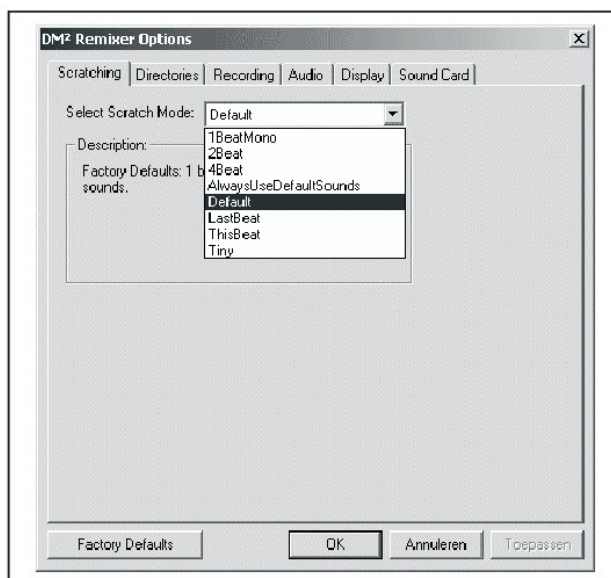 DM² Remixer Options
Scratching Directories Recording Audio Display Sound Card
Select Scratch Mode: Default
1BeatMono
Description:
2Beat
Factory Defaults: 1 b
4Beat
sounds.
AlwaysUseDefaultSounds
Default
LastBeat
ThisBeat
Tiny
Factory Defaults OK Annuleren Toepassen